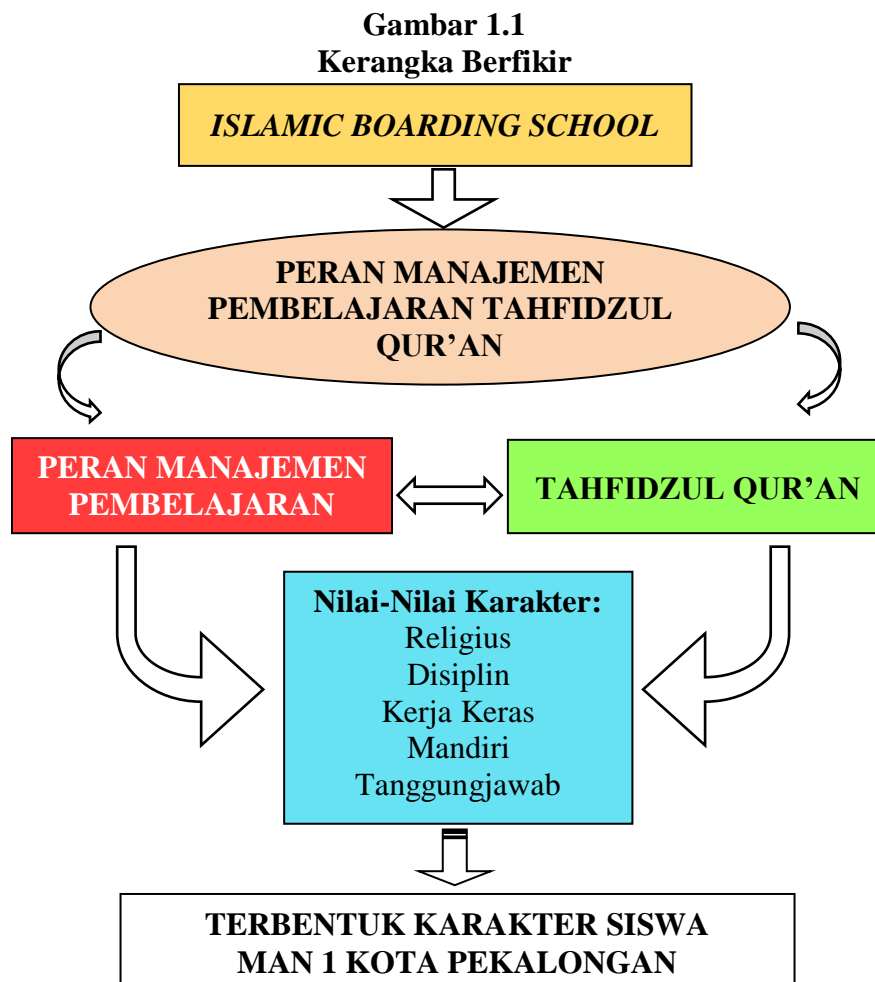 Gambar 1.1
Kerangka Berfikir
ISLAMIC BOARDING SCHOOL
PERAN MANAJEMEN
PEMBELAJARAN TAHFIDZUL
QUR’AN
PERAN MANAJEMEN
PEMBELAJARAN
TAHFIDZUL QUR’AN
Nilai-Nilai Karakter:
Religius
Disiplin
Kerja Keras
Mandiri
Tanggungjawab
TERBENTUK KARAKTER SISWA
MAN 1 KOTA PEKALONGAN